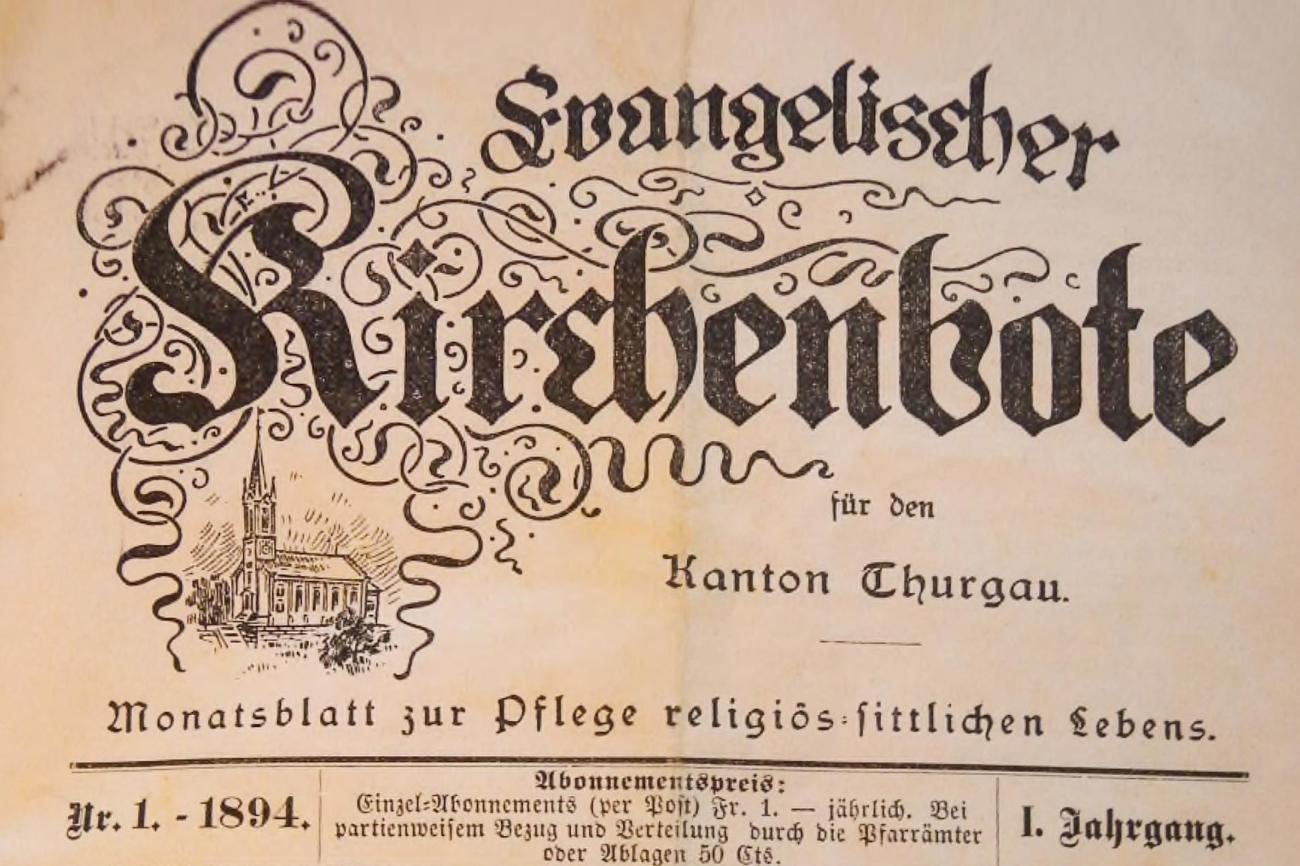 Evangelischer
Kirchenbote
für den
Kanton Thurgau.
Monatsblatt zur Pflege religiös-sittlichen Lebens.
Nr. 1. - 1894.
Abonnementspreis:
Einzel-Abonnements (per Post) Fr. 1. — jährlich. Bei
partienweisem Bezug und Verteilung durch die Pfarrämter
oder Ablagen 50 Cts.
I. Jahrgang.